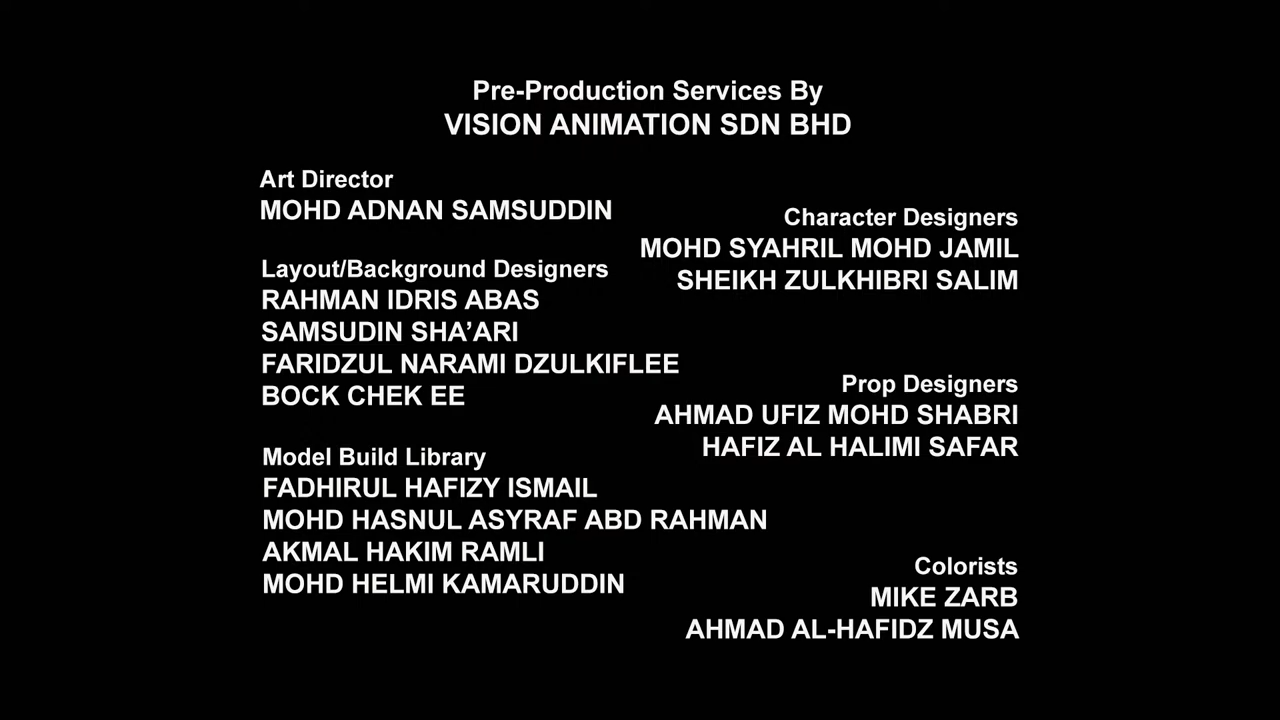 Pre-Production Services By
VISION ANIMATION SDN BHD
Art Director
MOHD ADNAN SAMSUDDIN
Character Designers
MOHD SYAHRIL MOHD JAMIL
SHEIKH ZULKHIBRI SALIM
Layout/Background Designers
RAHMAN IDRIS ABAS
SAMSUDIN SHA’ARI
FARIDZUL NARAMI DZULKIFLEE
BOCK CHEK EE
Prop Designers
AHMAD UFIZ MOHD SHABRI
HAFIZ AL HALIMI SAFAR
Model Build Library
FADHIRUL HAFIZY ISMAIL
MOHD HASNUL ASYRAF ABD RAHMAN
AKMAL HAKIM RAMLI
MOHD HELMI KAMARUDDIN
Colorists
MIKE ZARB
AHMAD AL-HAFIDZ MUSA